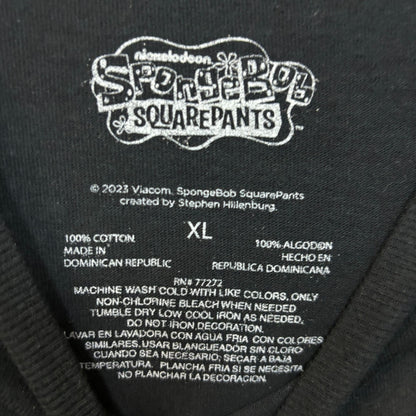 nickelodeon
SpongeBob
SQUAREPANTS
™
© 2023 Viacom. SpongeBob SquarePants
created by Stephen Hillenburg.
XL
100% COTTON
MADE IN
DOMINICAN REPUBLIC
100% ALGODON
HECHO EN
REPUBLICA DOMINICANA
RN# 77272
MACHINE WASH COLD WITH LIKE COLORS, ONLY
NON-CHLORINE BLEACH WHEN NEEDED
TUMBLE DRY LOW COOL IRON AS NEEDED,
DO NOT IRON DECORATION.
LAVAR EN LAVADORA CON AGUA FRIA CON COLORES
SIMILARES, USAR BLANQUEADOR SIN CLORO
CUANDO SEA NECESARIO; SECAR A BAJA
TEMPERATURA. PLANCHA FRIA SI SE NECESITA
NO PLANCHAR LA DECORACION.